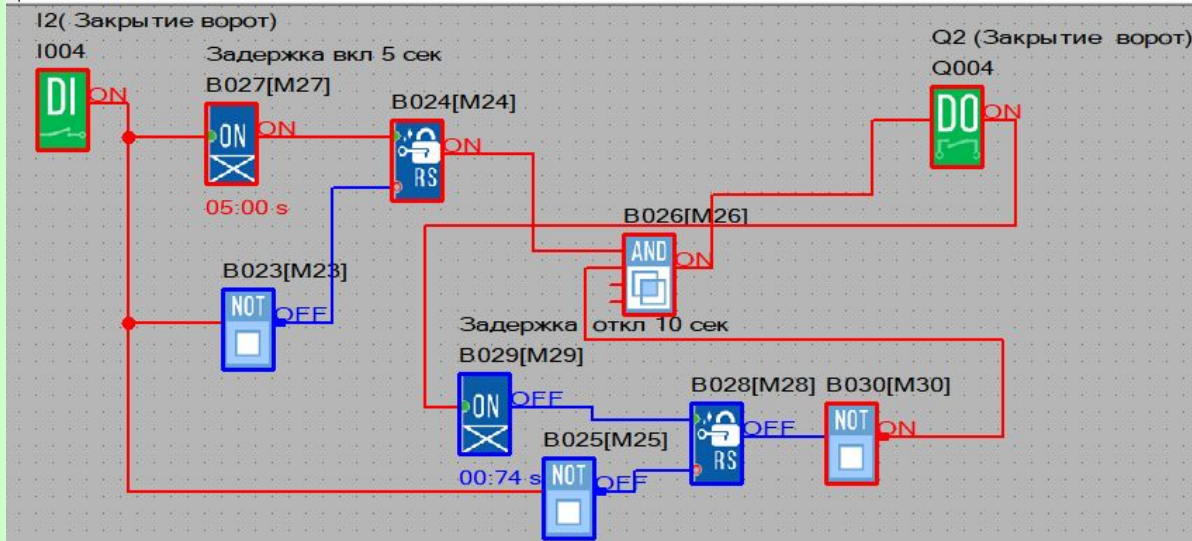 I2( Закрытие ворот)
I004
DI
ON
Задержка вкл 5 сек
B027[M27]
ON
ON
05:00 s
B024[M24]
RS
ON
B023[M23]
NOT
OFF
Q2 (Закрытие ворот)
Q004
DO
ON
B026[M26]
AND
ON
Задержка откл 10 сек
B029[M29]
ON
OFF
00:74 s
B025[M25]
NOT
OFF
B028[M28]
RS
OFF
B030[M30]
NOT
ON